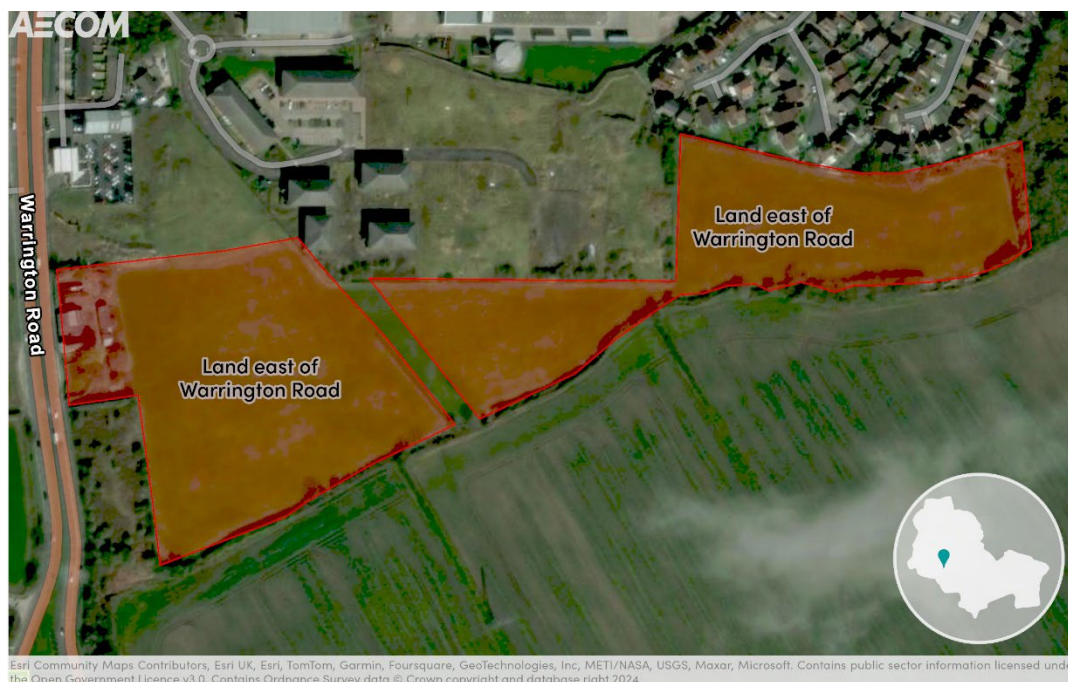 AECOM
Warrington Road
Land east of
Warrington Road
Land east of
Warrington Road
Esri Community Maps Contributors, Esri UK, Esri, TomTom, Garmin, Foursquare, GeoTechnologies, Inc, METI/NASA, USGS, Maxar, Microsoft. Contains public sector information licensed unde
the Open Government Licence v3.0. Contains Ordnance Survey data © Crown copyright and database right 2024.